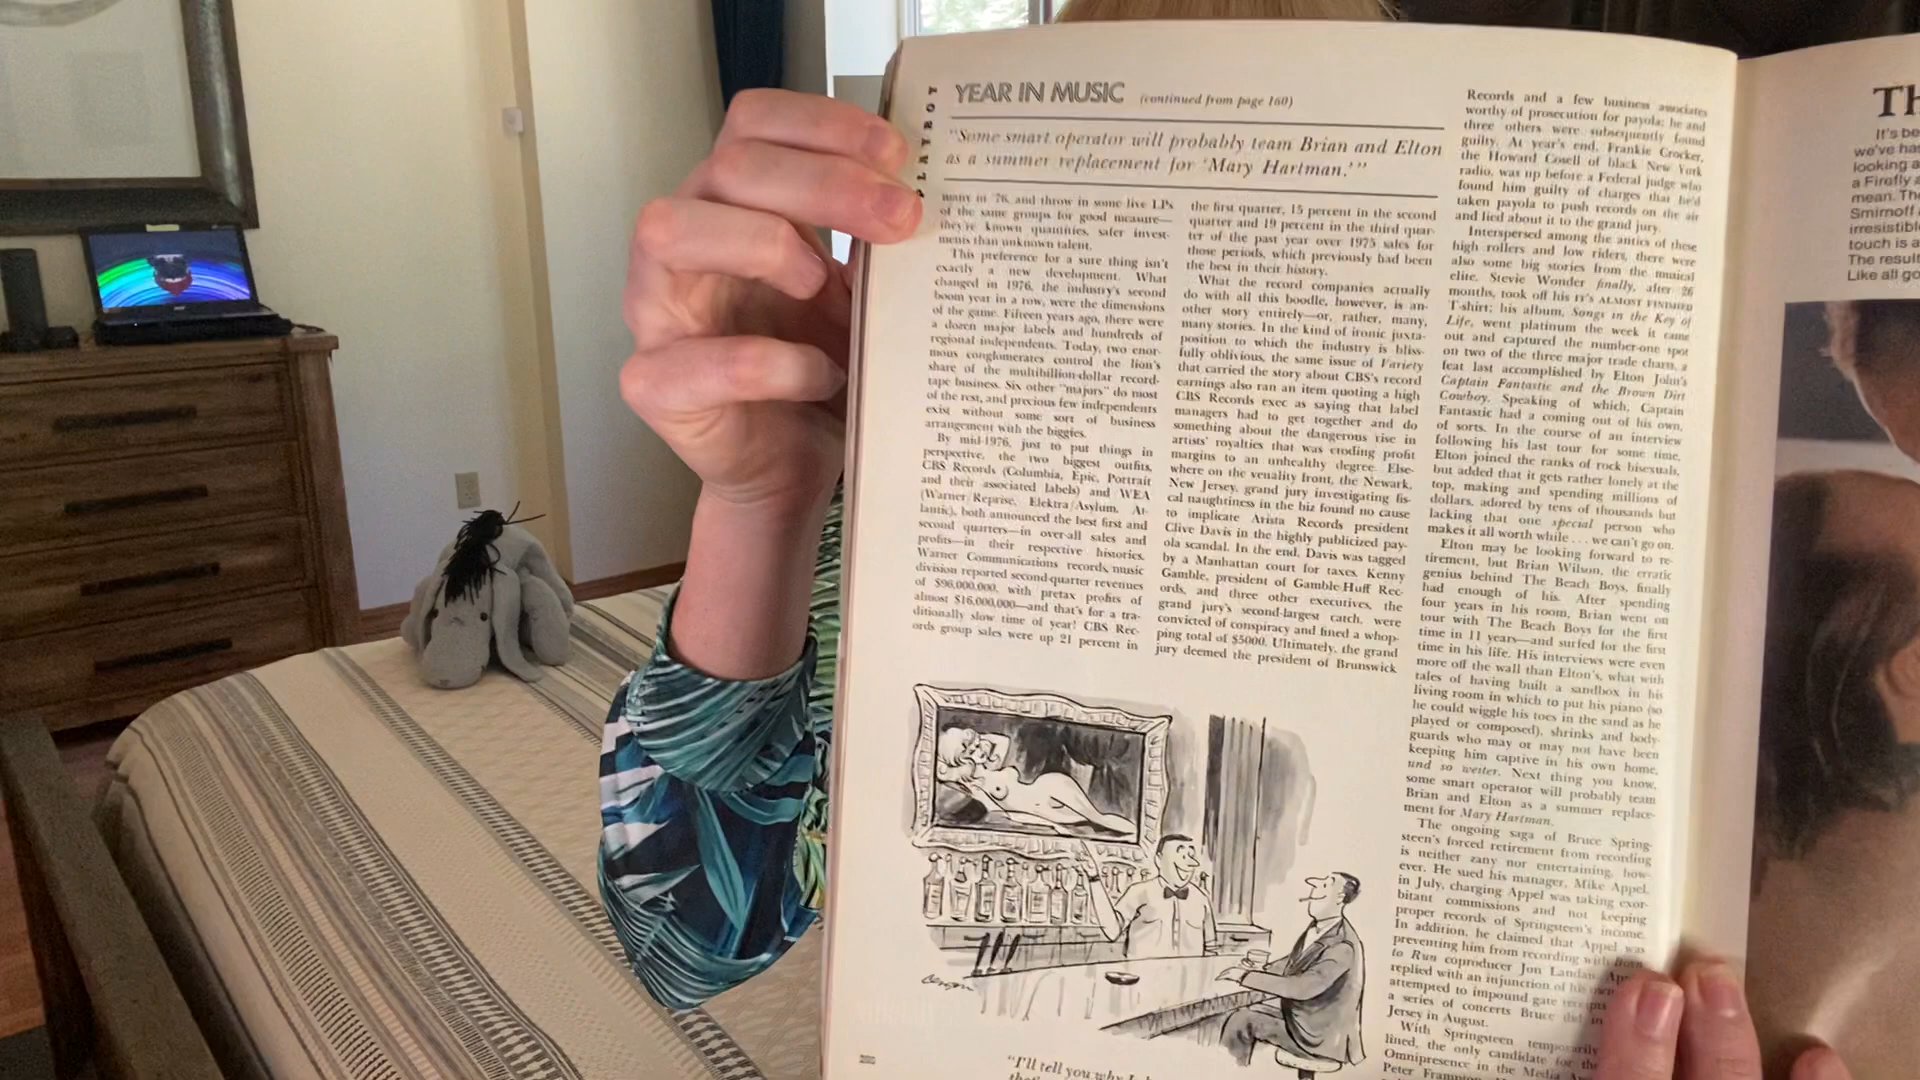 PLAYBOY
YEAR IN MUSIC (continued from page 160)
"Some smart operator will probably team Brian and Elton
as a summer replacement for 'Mary Hartman.'"
many in '76, and throw in some live LPs
of the same groups for good measure—
they're known quantities, safer invest-
ments than unknown talent.
This preference for a sure thing isn't
exactly a new development. What
changed in 1976, the industry's second
boom year in a row, were the dimensions
of the game. Fifteen years ago, there were
a dozen major labels and hundreds of
regional independents. Today, two enor-
mous conglomerates control the lion's
share of the multibillion-dollar record-
tape business. Six other "majors" do most
of the rest, and precious few independents
exist without some sort of business
arrangement with the biggies.
By mid-1976, just to put things in
perspective, the two biggest outfits,
CBS Records (Columbia, Epic, Portrait
and their associated labels) and WEA
(Warner/Reprise, Elektra/Asylum, At-
lantic), both announced the best first and
second quarters—in over-all sales and
profits—in their respective histories.
Warner Communications records/music
division reported second-quarter revenues
of $96,000,000, with pretax profits of
almost $16,000,000—and that's for a tra-
ditionally slow time of year! CBS Rec-
ords group sales were up 21 percent in
the first quarter, 15 percent in the second
quarter and 19 percent in the third quar-
ter of the past year over 1975 sales for
those periods, which previously had been
the best in their history.
What the record companies actually
do with all this boodle, however, is an-
other story entirely—or, rather, many,
many stories. In the kind of ironic juxta-
position to which the industry is bliss-
fully oblivious, the same issue of Variety
that carried the story about CBS's record
earnings also ran an item quoting a high
CBS Records exec as saying that label
managers had to get together and do
something about the dangerous rise in
artists' royalties that was eroding profit
margins to an unhealthy degree. Else-
where on the venality front, the Newark,
New Jersey, grand jury investigating fis-
cal naughtiness in the biz found no cause
to implicate Arista Records president
Clive Davis in the highly publicized pay-
ola scandal. In the end, Davis was tagged
by a Manhattan court for taxes. Kenny
Gamble, president of Gamble-Huff Rec-
ords, and three other executives, the
grand jury's second-largest catch, were
convicted of conspiracy and fined a whop-
ping total of $5000. Ultimately, the grand
jury deemed the president of Brunswick
Records and a few business associates
worthy of prosecution for payola; he and
three others were subsequently found
guilty. At year's end, Frankie Crocker,
the Howard Cosell of black New York
radio, was up before a Federal judge who
found him guilty of charges that he'd
taken payola to push records on the air
and lied about it to the grand jury.
Interspersed among the antics of these
high rollers and low riders, there were
also some big stories from the musical
elite. Stevie Wonder finally, after 26
months, took off his IT'S ALMOST FINISHED
T-shirt; his album, Songs in the Key of
Life, went platinum the week it came
out and captured the number-one spot
on two of the three major trade charts, a
feat last accomplished by Elton John's
Captain Fantastic and the Brown Dirt
Cowboy. Speaking of which, Captain
Fantastic had a coming out of his own,
of sorts. In the course of an interview
following his last tour for some time,
Elton joined the ranks of rock bisexuals,
but added that it gets rather lonely at the
top, making and spending millions of
dollars, adored by tens of thousands but
lacking that one special person who
makes it all worth while . . . we can't go on.
Elton may be looking forward to re-
tirement, but Brian Wilson, the erratic
genius behind The Beach Boys, finally
had enough of his. After spending
four years in his room, Brian went on
tour with The Beach Boys for the first
time in 11 years—and surfed for the first
time in his life. His interviews were even
more off the wall than Elton's, what with
tales of having built a sandbox in his
living room in which to put his piano (so
he could wiggle his toes in the sand as he
played or composed), shrinks and body-
guards who may or may not have been
keeping him captive in his own home,
und so weiter. Next thing you know,
some smart operator will probably team
Brian and Elton as a summer replace-
ment for Mary Hartman.
The ongoing saga of Bruce Spring-
steen's forced retirement from recording
is neither zany nor entertaining, how-
ever. He sued his manager, Mike Appel,
in July, charging Appel was taking exor-
bitant commissions and not keeping
proper records of Springsteen's income.
In addition, he claimed that Appel was
preventing him from recording with Born
to Run coproducer Jon Landau.
replied with an injunction of his own
attempted to impound gate receipts
a series of concerts Bruce did in
Jersey in August.
With Springsteen temporarily
lined, the only candidate for the
Omnipresence in the Media
Peter Frampton.
"I'll tell you why I
It's be
we've ha
looking a
a Firefly a
mean. The
Smirnoff
irresistible
touch is a
The result
Like all go